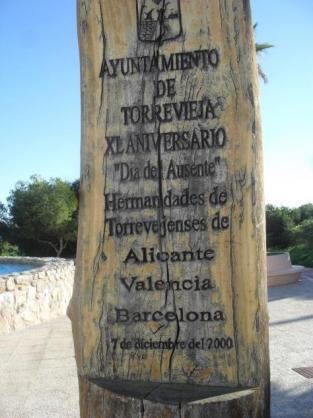 AYUNTAMIENTO
DE
TORREVIEJA
XL ANIVERSARIO
"Dia del Ausente"
Hermandades de
Torrevejenses de
Alicante
Valencia
Barcelona
7 de diciembre del 2000